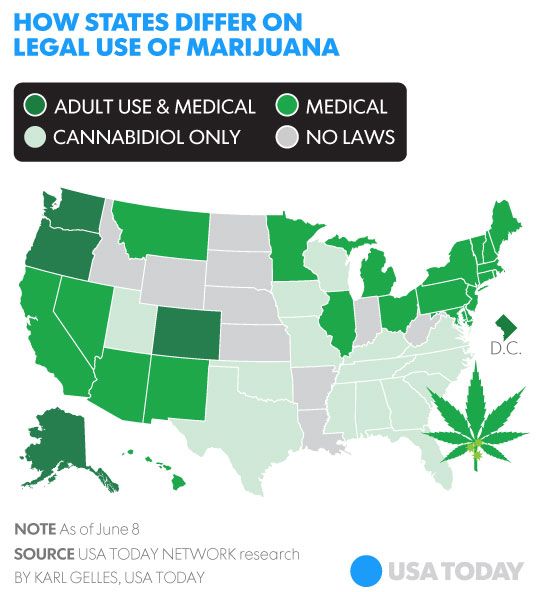 HOW STATES DIFFER ON
LEGAL USE OF MARIJUANA
ADULT USE & MEDICAL
MEDICAL
CANNABIDIOL ONLY
NO LAWS
D.C.
NOTE As of June 8
SOURCE USA TODAY NETWORK research
BY KARL GELLES, USA TODAY
USA TODAY